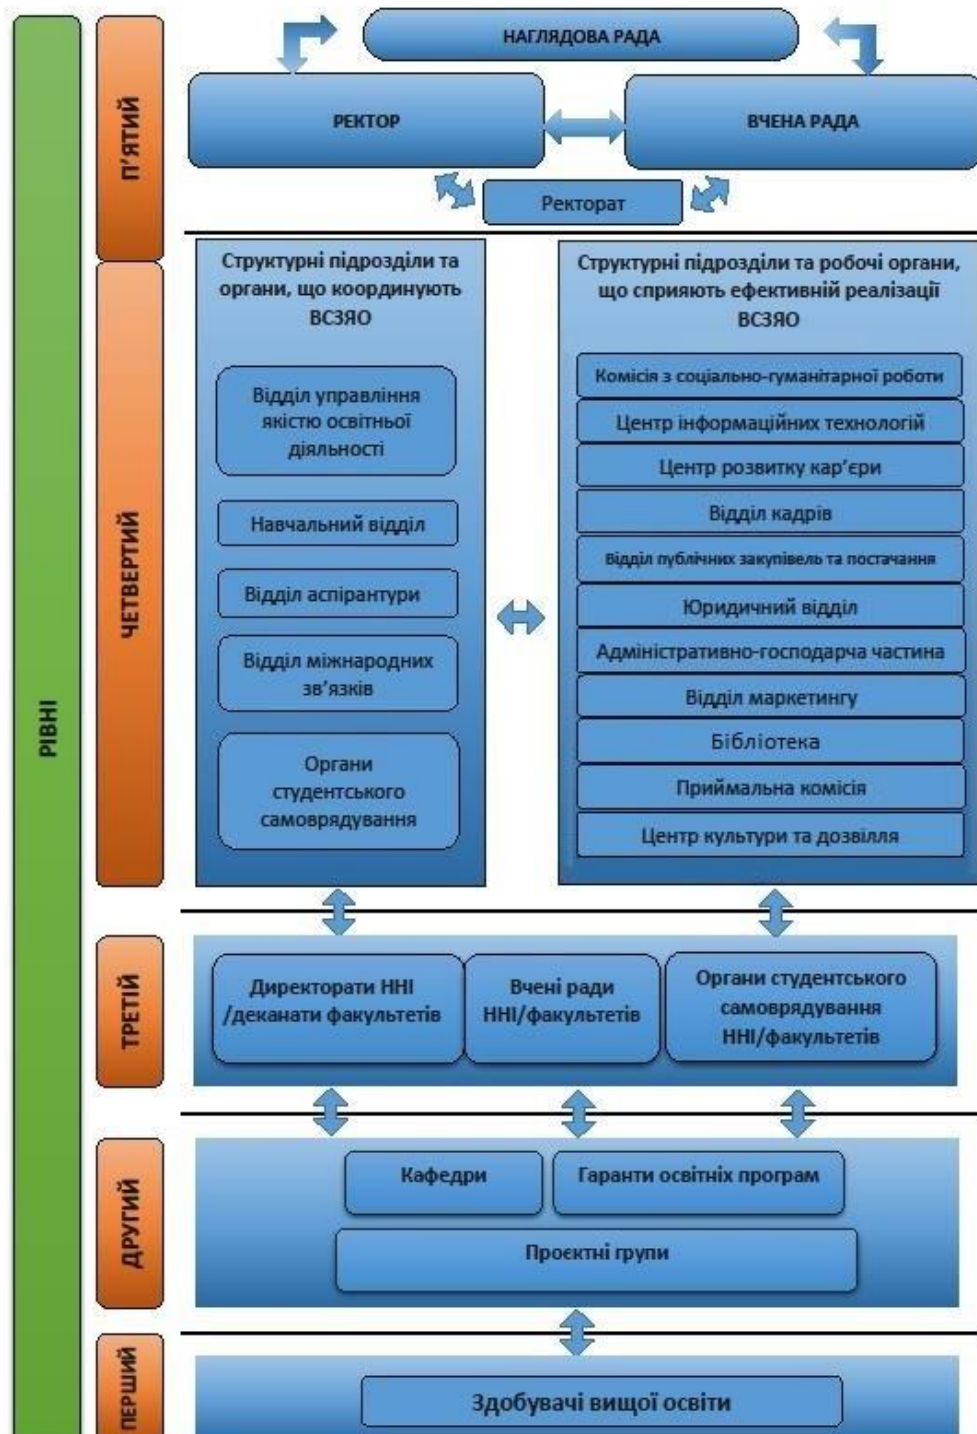 РІВНІ
П’ЯТИЙ
НАГЛЯДОВА РАДА
РЕКТОР
ВЧЕНА РАДА
Ректорат
ЧЕТВЕРТИЙ
Структурні підрозділи та
органи, що координують
ВСЗЯО
Відділ управління
якістю освітньої
діяльності
Навчальний відділ
Відділ аспірантури
Відділ міжнародних
зв’язків
Органи
студентського
самоврядування
Структурні підрозділи та робочі органи,
що сприяють ефективній реалізації
ВСЗЯО
Комісія з соціально-гуманітарної роботи
Центр інформаційних технологій
Центр розвитку кар’єри
Відділ кадрів
Відділ публічних закупівель та постачання
Юридичний відділ
Адміністративно-господарча частина
Відділ маркетингу
Бібліотека
Приймальна комісія
Центр культури та дозвілля
ТРЕТІЙ
Директорати ННІ
/деканати факультетів
Вчені ради
ННІ/факультетів
Органи студентського
самоврядування
ННІ/факультетів
ДРУГИЙ
Кафедри
Гаранти освітніх програм
Проєктні групи
ПЕРШИЙ
Здобувачі вищої освіти